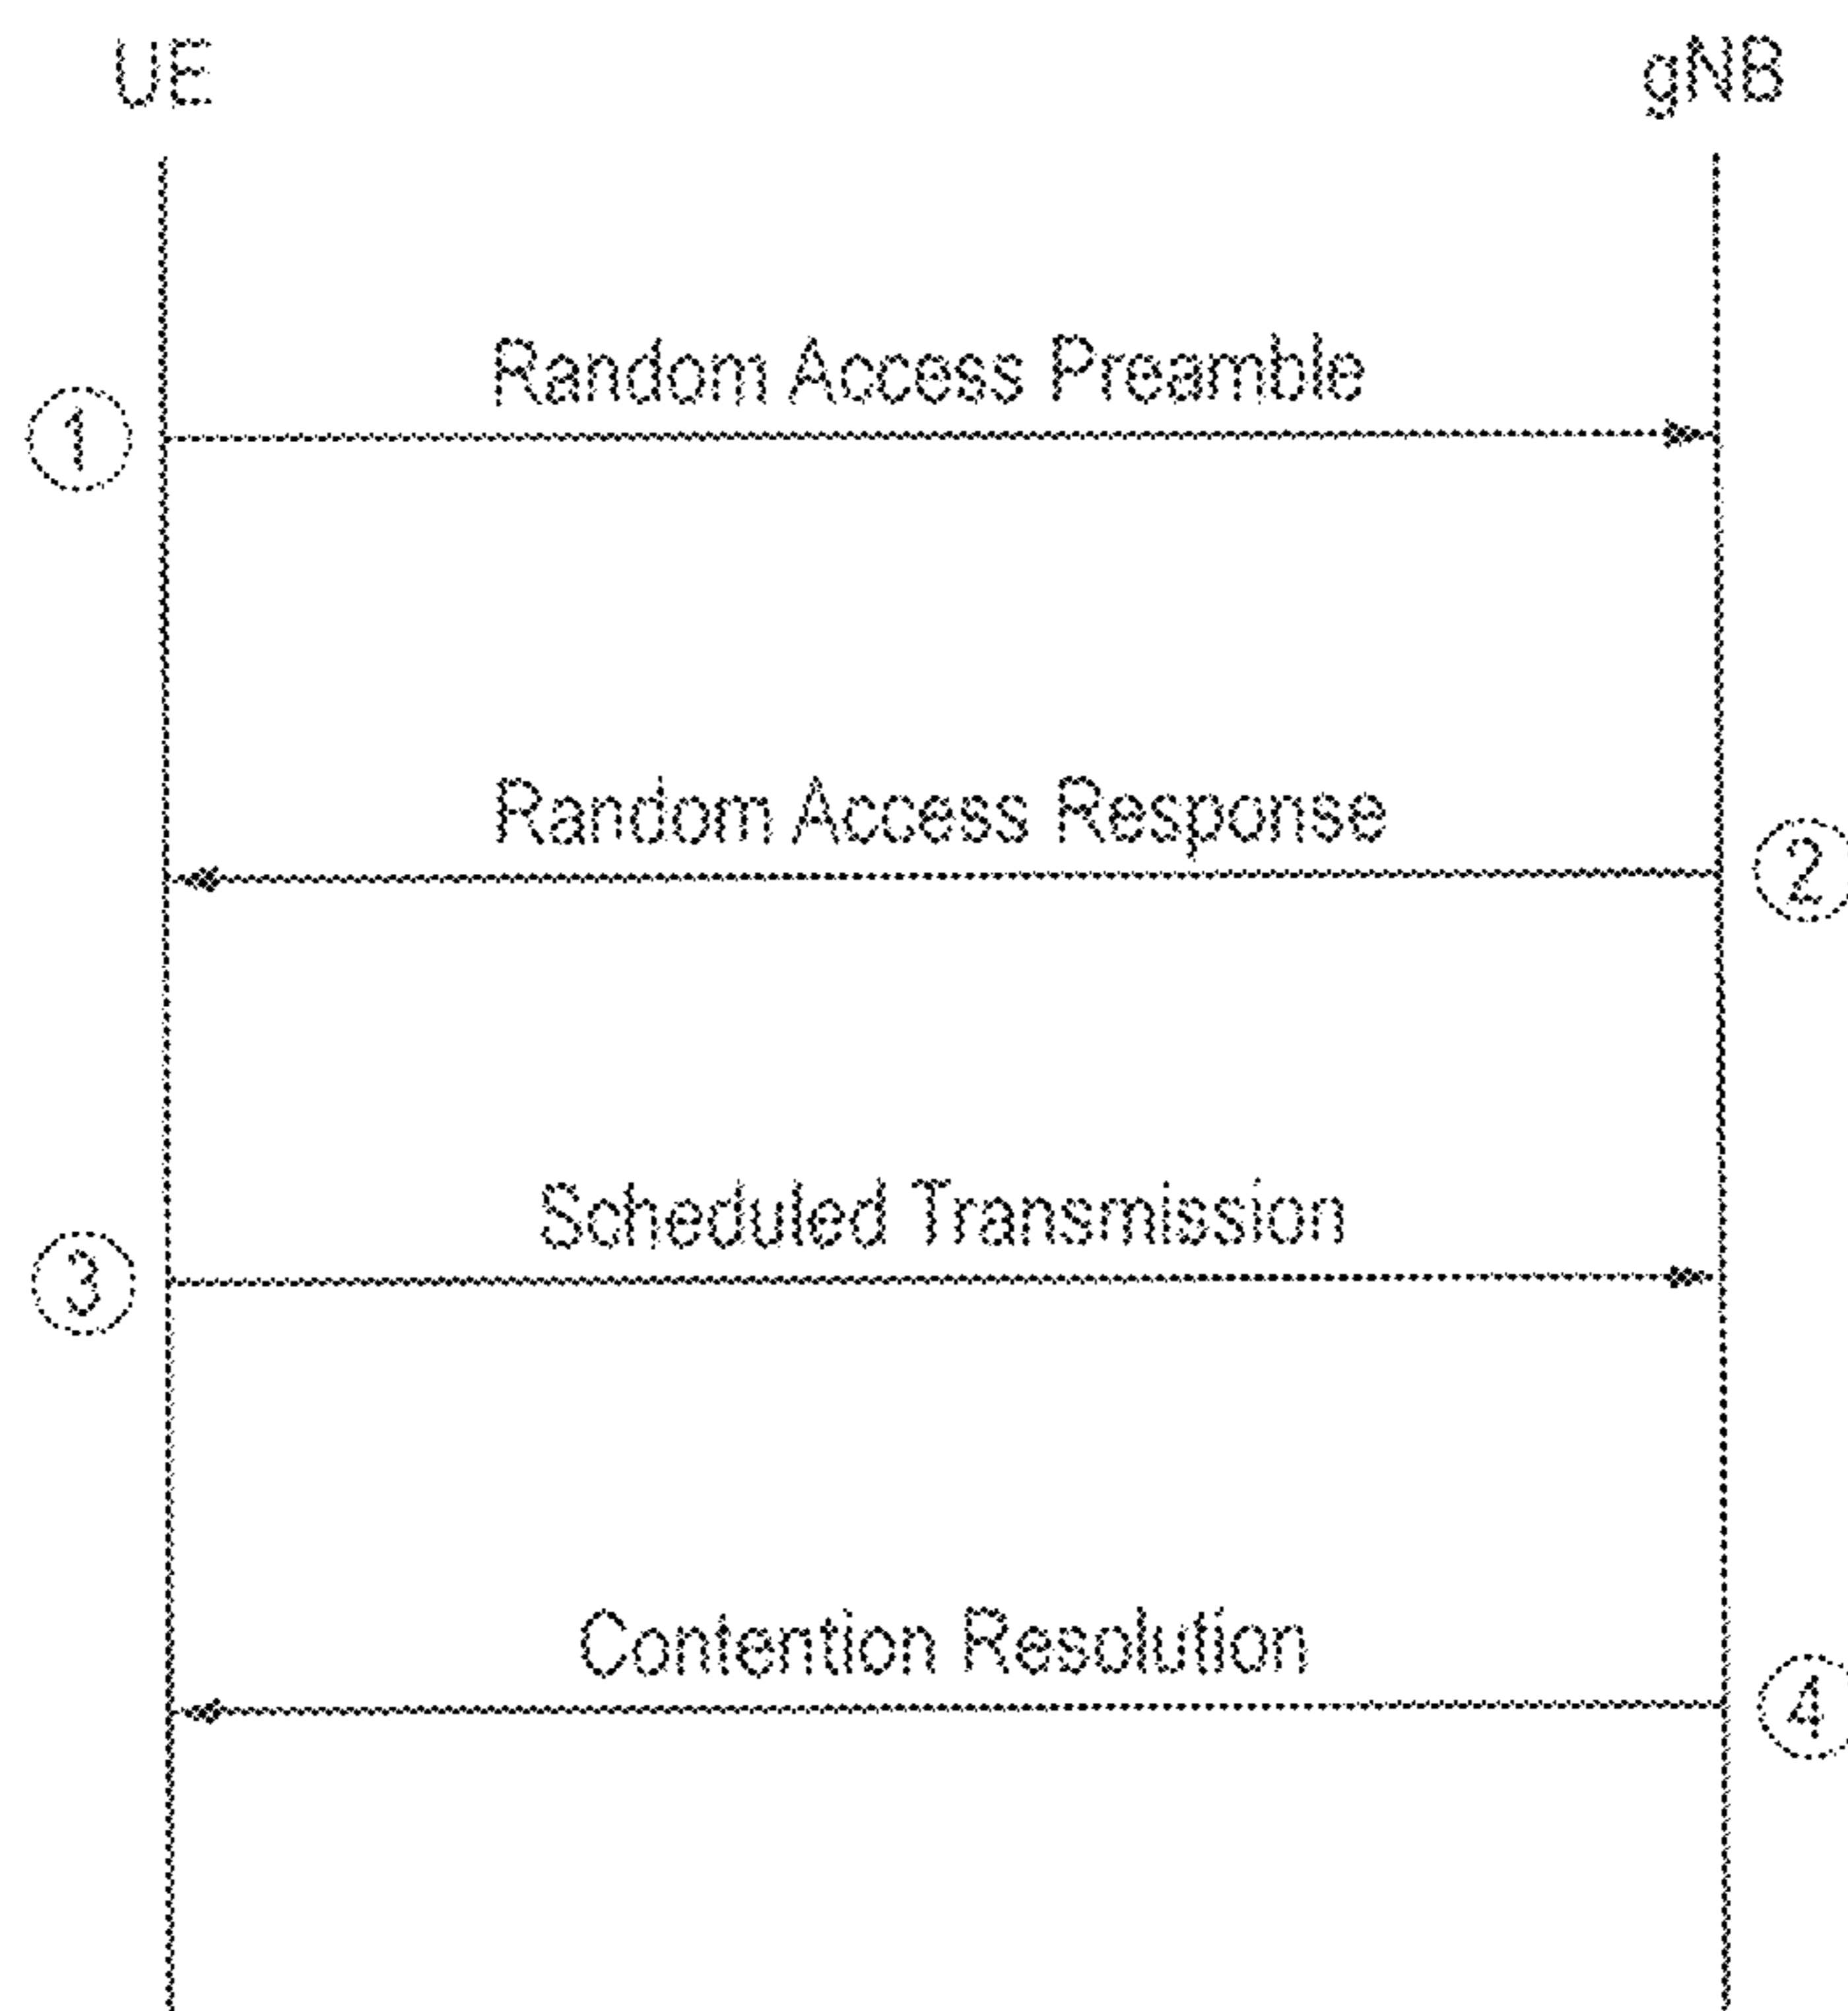 UE gNB
Random Access Preamble
①
Random Access Response
②
Scheduled Transmission
③
Contention Resolution
④